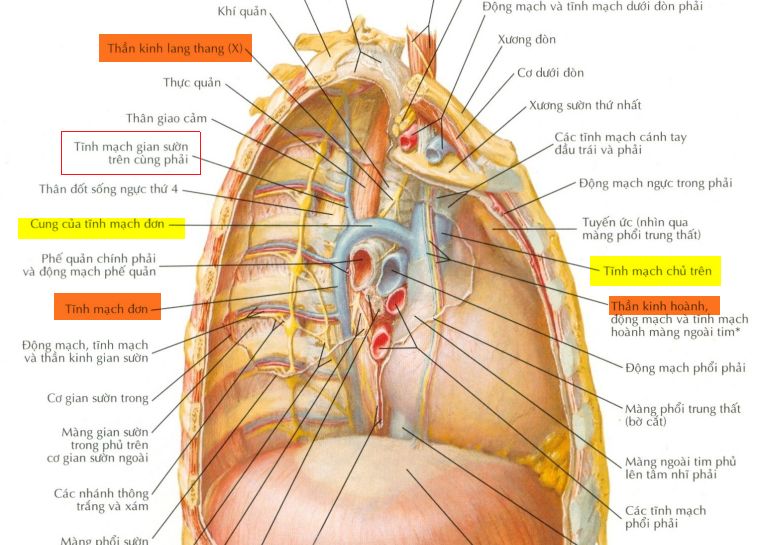 Khí quản
Thần kinh lang thang (X)
Thực quản
Thân giao cảm
Tĩnh mạch gian sườn
trên cùng phải
Thân đốt sống ngực thứ 4
Cung của tĩnh mạch đơn
Phế quản chính phải
và động mạch phế quản
Tĩnh mạch đơn
Động mạch, tĩnh mạch
và thần kinh gian sườn
Cơ gian sườn trong
Màng gian sườn
trong phủ trên
cơ gian sườn ngoài
Các nhánh thông
trắng và xám
Màng phổi sườn
Động mạch và tĩnh mạch dưới đòn phải
Xương đòn
Cơ dưới đòn
Xương sườn thứ nhất
Các tĩnh mạch cánh tay
đầu trái và phải
Động mạch ngực trong phải
Tuyến ức (nhìn qua
màng phổi trung thất)
Tĩnh mạch chủ trên
Thần kinh hoành,
động mạch và tĩnh mạch
hoành màng ngoài tim*
Động mạch phổi phải
Màng phổi trung thất
(bờ cắt)
Màng ngoài tim phủ
lên tâm nhĩ phải
Các tĩnh mạch
phổi phải